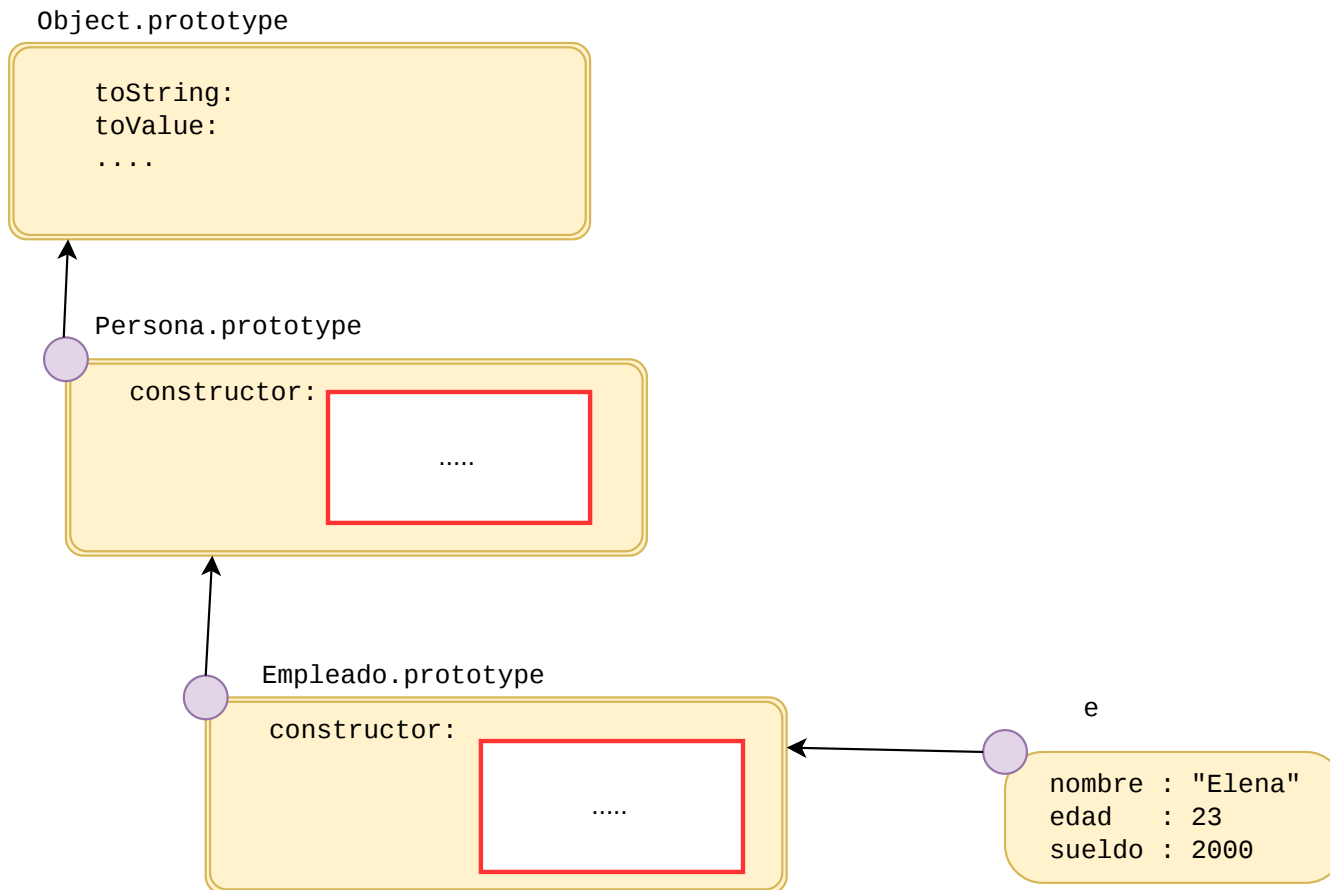 Object.prototype
toString:
toValue:
....
Persona.prototype
constructor:
.....
Empleado.prototype
constructor:
.....
e
nombre : "Elena"
edad   : 23
sueldo : 2000